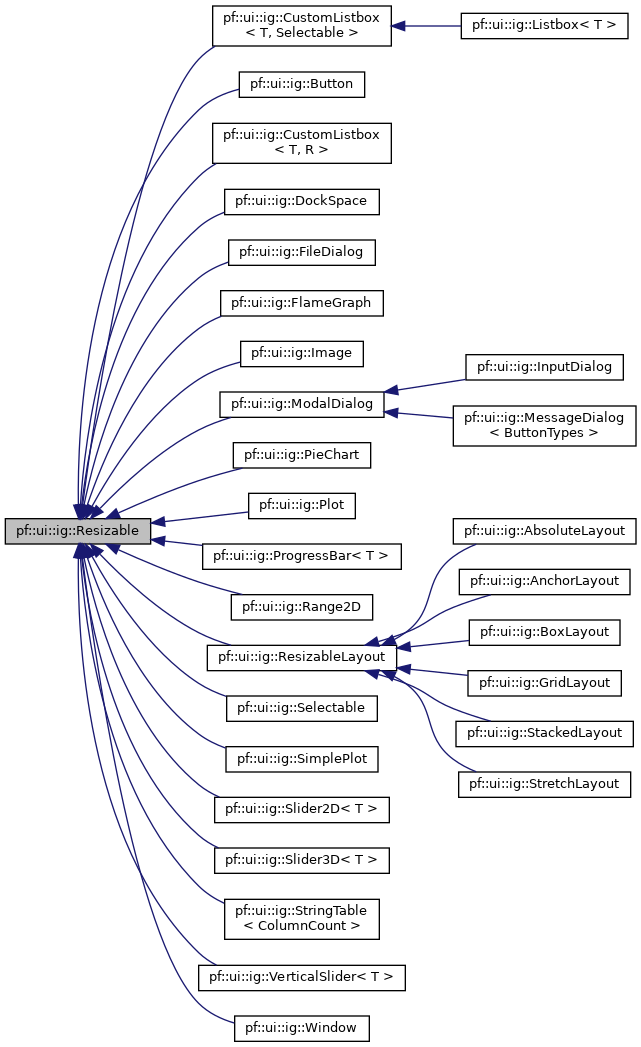 pf::ui::ig::CustomListbox
< T, Selectable >
pf::ui::ig::Listbox< T >
pf::ui::ig::Button
pf::ui::ig::CustomListbox
< T, R >
pf::ui::ig::DockSpace
pf::ui::ig::FileDialog
pf::ui::ig::FlameGraph
pf::ui::ig::Image
pf::ui::ig::InputDialog
pf::ui::ig::ModalDialog
pf::ui::ig::MessageDialog
< ButtonTypes >
pf::ui::ig::PieChart
pf::ui::ig::Plot
pf::ui::ig::Resizable
pf::ui::ig::AbsoluteLayout
pf::ui::ig::ProgressBar< T >
pf::ui::ig::AnchorLayout
pf::ui::ig::Range2D
pf::ui::ig::BoxLayout
pf::ui::ig::ResizableLayout
pf::ui::ig::GridLayout
pf::ui::ig::Selectable
pf::ui::ig::StackedLayout
pf::ui::ig::SimplePlot
pf::ui::ig::StretchLayout
pf::ui::ig::Slider2D< T >
pf::ui::ig::Slider3D< T >
pf::ui::ig::StringTable
< ColumnCount >
pf::ui::ig::VerticalSlider< T >
pf::ui::ig::Window